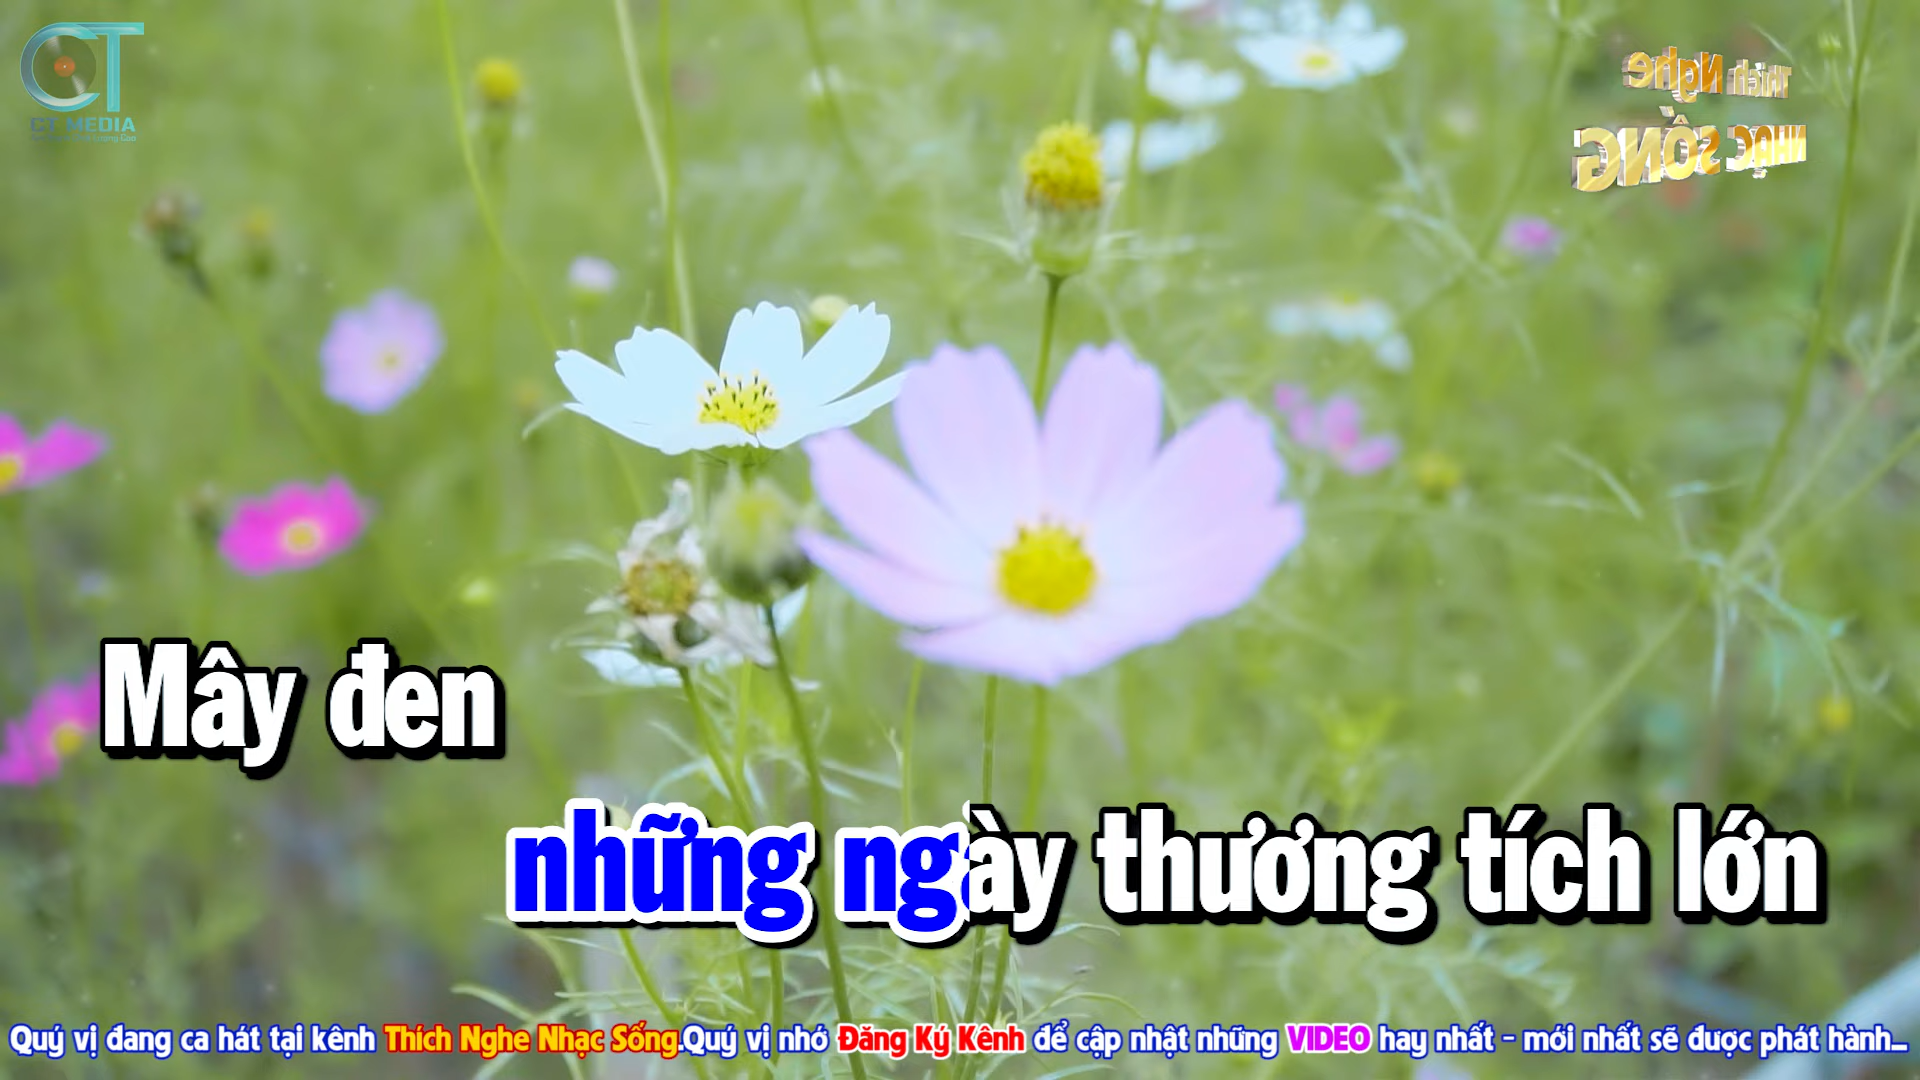 CT
CT MEDIA
Thích Nghe
NHẠC SỐNG
Mây đen
những ngày thương tích lớn
Quý vị đang ca hát tại kênh Thích Nghe Nhạc Sống.Quý vị nhớ Đăng Ký Kênh để cập nhật những VIDEO hay nhất - mới nhất sẽ được phát hành...